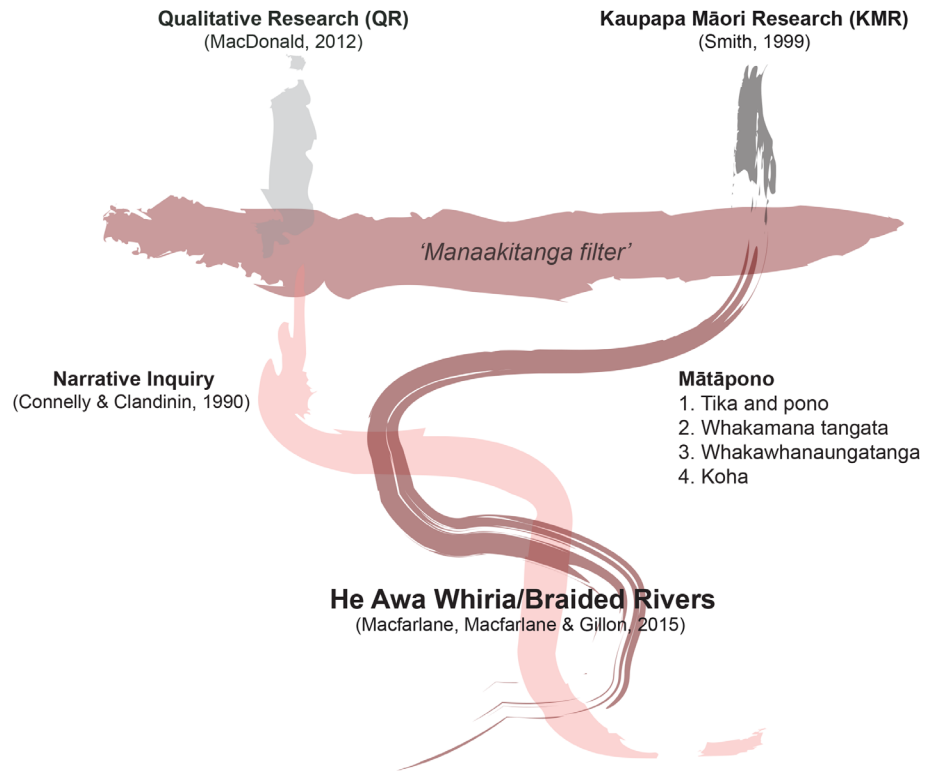 Qualitative Research (QR)
(MacDonald, 2012)
Kaupapa Māori Research (KMR)
(Smith, 1999)
‘Manaakitanga filter’
Narrative Inquiry
(Connelly & Clandinin, 1990)
Mātāpono
1. Tika and pono
2. Whakamana tangata
3. Whakawhanaungatanga
4. Koha
He Awa Whiria/Braided Rivers
(Macfarlane, Macfarlane & Gillon, 2015)